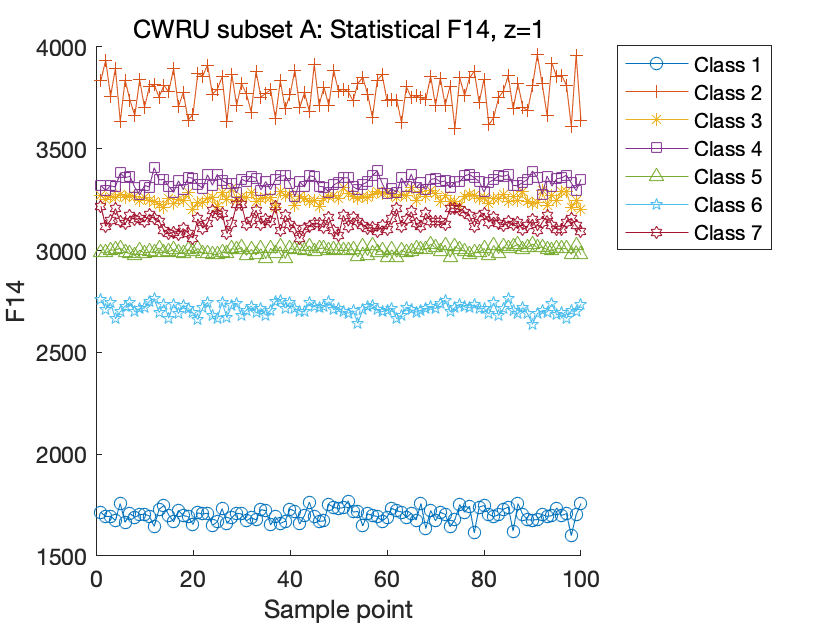 CWRU subset A: Statistical F14, z=1
4000
3500
3000
2500
2000
1500
F14
0
20
40
60
80
100
Sample point
Class 1
Class 2
Class 3
Class 4
Class 5
Class 6
Class 7